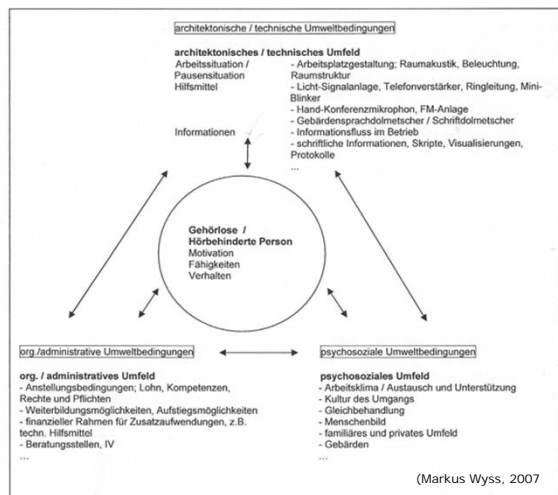 architektonische / technische Umweltbedingungen
architektonisches / technisches Umfeld
Arbeitssituation /
Pausensituation
- Arbeitsplatzgestaltung; Raumakustik, Beleuchtung,
Raumstruktur
Hilfsmittel
- Licht-Signalanlage, Telefonverstärker, Ringleitung, Mini-
Blinker
- Hand-Konferenzmikrophon, FM-Anlage
- Gebärdensprachdolmetscher / Schriftdolmetscher
Informationen
- Informationsfluss im Betrieb
- schriftliche Informationen, Skripte, Visualisierungen,
Protokolle
...
Gehörlose /
Hörbehinderte Person
Motivation
Fähigkeiten
Verhalten
org./administrative Umweltbedingungen
org. / administratives Umfeld
- Anstellungsbedingungen; Lohn, Kompetenzen,
Rechte und Pflichten
- Weiterbildungsmöglichkeiten, Aufstiegsmöglichkeiten
- finanzieller Rahmen für Zusatzaufwendungen, z.B.
techn. Hilfsmittel
- Beratungsstellen, IV
...
psychosoziale Umweltbedingungen
psychosoziales Umfeld
- Arbeitsklima / Austausch und Unterstützung
- Kultur des Umgangs
- Gleichbehandlung
- Menschenbild
- familiäres und privates Umfeld
- Gebärden
...
(Markus Wyss, 2007